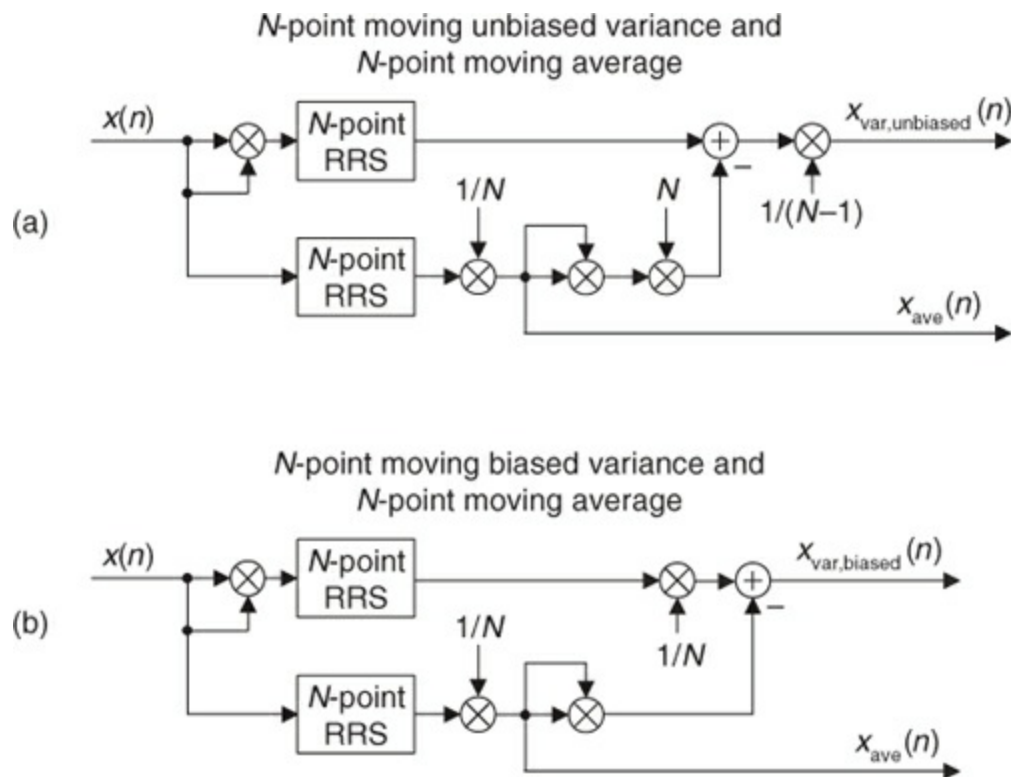 N-point moving unbiased variance and
N-point moving average
x(n)
N-point
RRS
+
−
x_var,unbiased(n)
1/(N−1)
(a)
1/N
N
N-point
RRS
x_ave(n)
N-point moving biased variance and
N-point moving average
x(n)
N-point
RRS
+
−
x_var,biased(n)
1/N
(b)
1/N
N-point
RRS
x_ave(n)